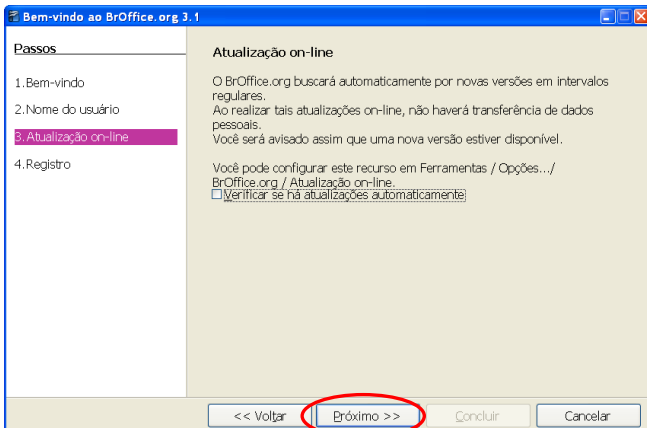 Bem-vindo ao BrOffice.org 3.1
Passos
1.Bem-vindo
2.Nome do usuário
3.Atualização on-line
4.Registro
Atualização on-line
O BrOffice.org buscará automaticamente por novas versões em intervalos
regulares.
Ao realizar tais atualizações on-line, não haverá transferência de dados
pessoais.
Você será avisado assim que uma nova versão estiver disponível.
Você pode configurar este recurso em Ferramentas / Opções.../
BrOffice.org / Atualização on-line.
Verificar se há atualizações automaticamente
<< Voltar
Próximo >>
Concluir
Cancelar